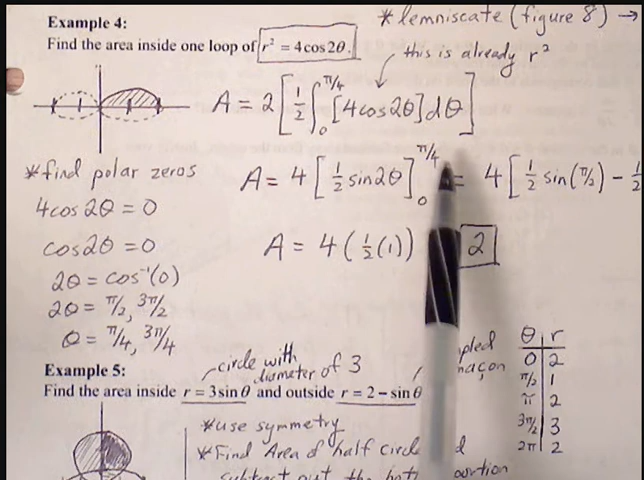 *lemniscate (figure 8) →
Example 4:
Find the area inside one loop of r² = 4cos2θ.
this is already r²
A = 2 [ ½ ∫₀^{π/4} [4cos2θ] dθ ]
*find polar zeros
A = 4 [ ½ sin2θ ]₀^{π/4} = 4 [ ½ sin(π/2) − ½
4cos2θ = 0
cos2θ = 0
A = 4 (½(1)) 2
2θ = cos⁻¹(0)
2θ = π/2, 3π/2
θ = π/4, 3π/4
θ r
0 2
π/2 1
π 2
3π/2 3
2π 2
circle with
diameter of 3
Example 5:
Find the area inside r = 3sinθ and outside r = 2 − sinθ
*use symmetry
*Find Area of half circle
subtract out the